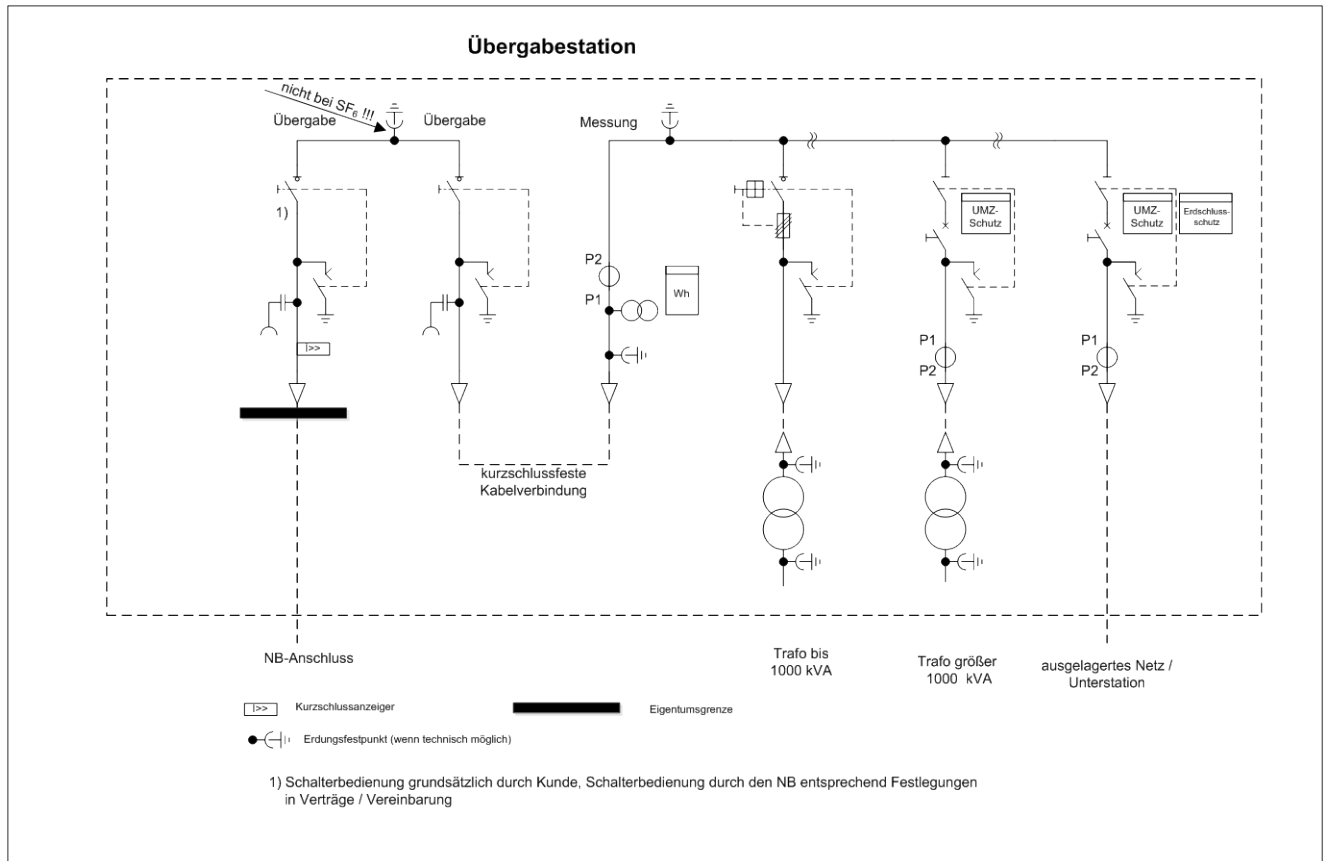 Übergabestation
nicht bei SF6 !!!
Übergabe
Übergabe
Messung
1)
P2
P1
Wh
UMZ-
Schutz
UMZ-
Schutz
Erdschluss-
schutz
I>>
P1
P2
P1
P2
kurzschlussfeste
Kabelverbindung
NB-Anschluss
Trafo bis
1000 kVA
Trafo größer
1000 kVA
ausgelagertes Netz /
Unterstation
I>> Kurzschlussanzeiger
Eigentumsgrenze
Erdungsfestpunkt (wenn technisch möglich)
1) Schalterbedienung grundsätzlich durch Kunde, Schalterbedienung durch den NB entsprechend Festlegungen
in Verträge / Vereinbarung